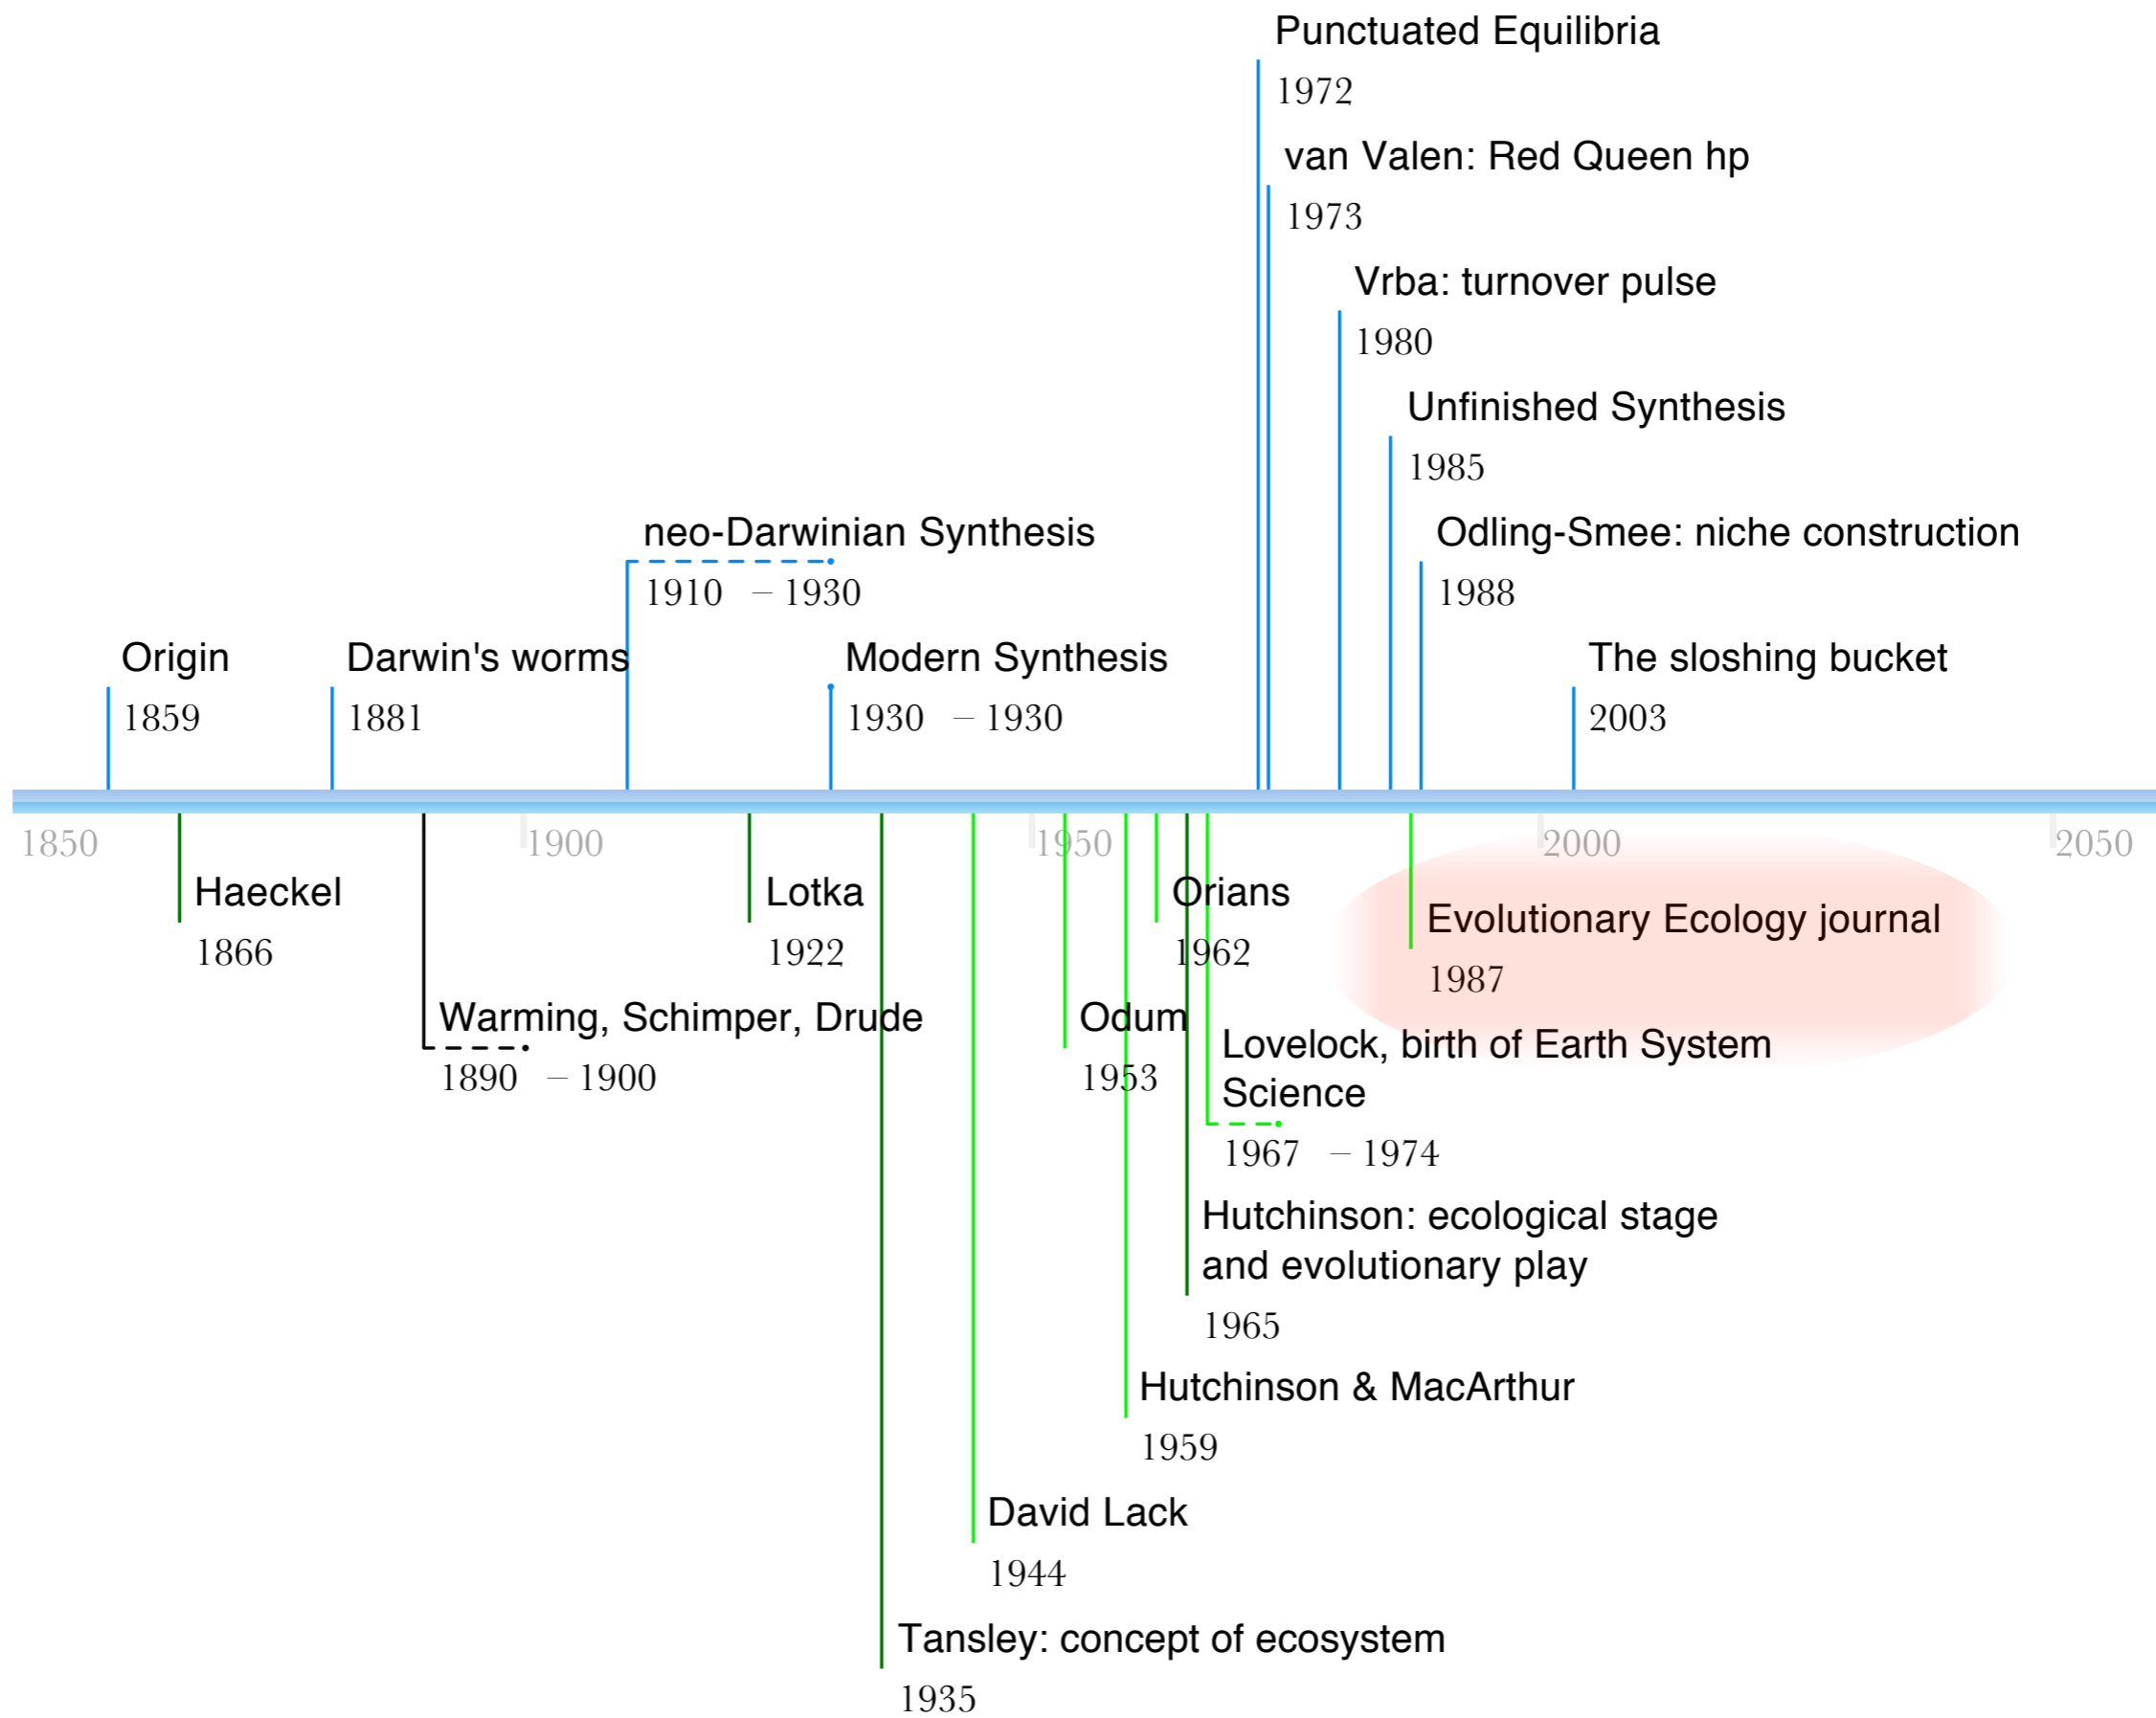 Punctuated Equilibria
1972
van Valen: Red Queen hp
1973
Vrba: turnover pulse
1980
Unfinished Synthesis
1985
neo-Darwinian Synthesis
1910 – 1930
Odling-Smee: niche construction
1988
Origin
1859
Darwin's worms
1881
Modern Synthesis
1930 – 1930
The sloshing bucket
2003
1850 1900 1950 2000 2050
Haeckel
1866
Lotka
1922
Orians
1962
Evolutionary Ecology journal
1987
Warming, Schimper, Drude
1890 – 1900
Odum
1953
Lovelock, birth of Earth System
Science
1967 – 1974
Hutchinson: ecological stage
and evolutionary play
1965
Hutchinson & MacArthur
1959
David Lack
1944
Tansley: concept of ecosystem
1935